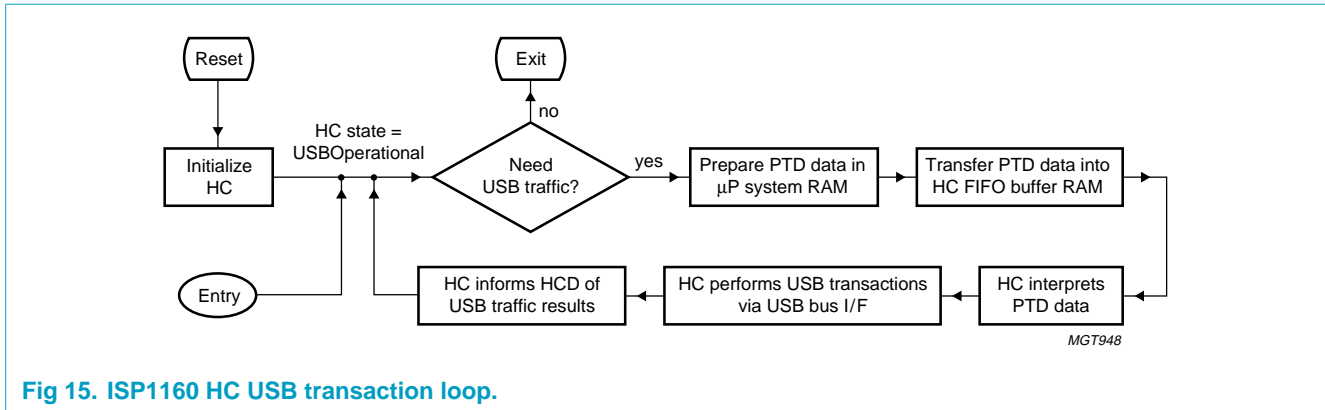 Reset
Exit
no
HC state =
USBOperational
Initialize
HC
Need
USB traffic?
yes
Prepare PTD data in
µP system RAM
Transfer PTD data into
HC FIFO buffer RAM
Entry
HC informs HCD of
USB traffic results
HC performs USB transactions
via USB bus I/F
HC interprets
PTD data
MGT948
Fig 15. ISP1160 HC USB transaction loop.